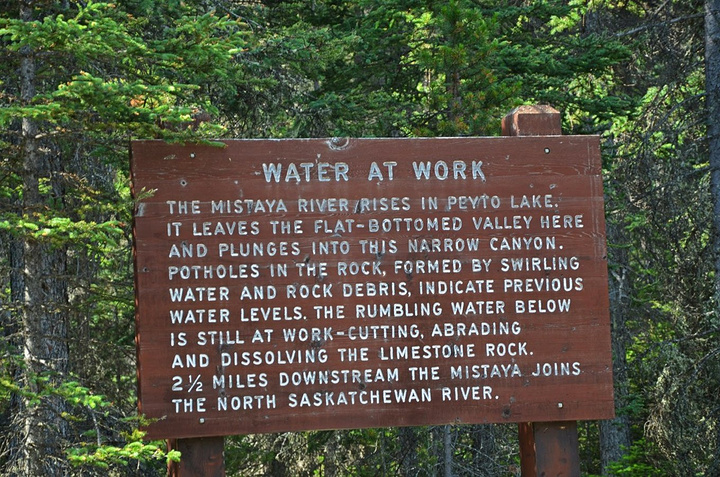 WATER AT WORK
THE MISTAYA RIVER RISES IN PEYTO LAKE.
IT LEAVES THE FLAT-BOTTOMED VALLEY HERE
AND PLUNGES INTO THIS NARROW CANYON.
POTHOLES IN THE ROCK, FORMED BY SWIRLING
WATER AND ROCK DEBRIS, INDICATE PREVIOUS
WATER LEVELS. THE RUMBLING WATER BELOW
IS STILL AT WORK-CUTTING, ABRADING
AND DISSOLVING THE LIMESTONE ROCK.
2½ MILES DOWNSTREAM THE MISTAYA JOINS
THE NORTH SASKATCHEWAN RIVER.